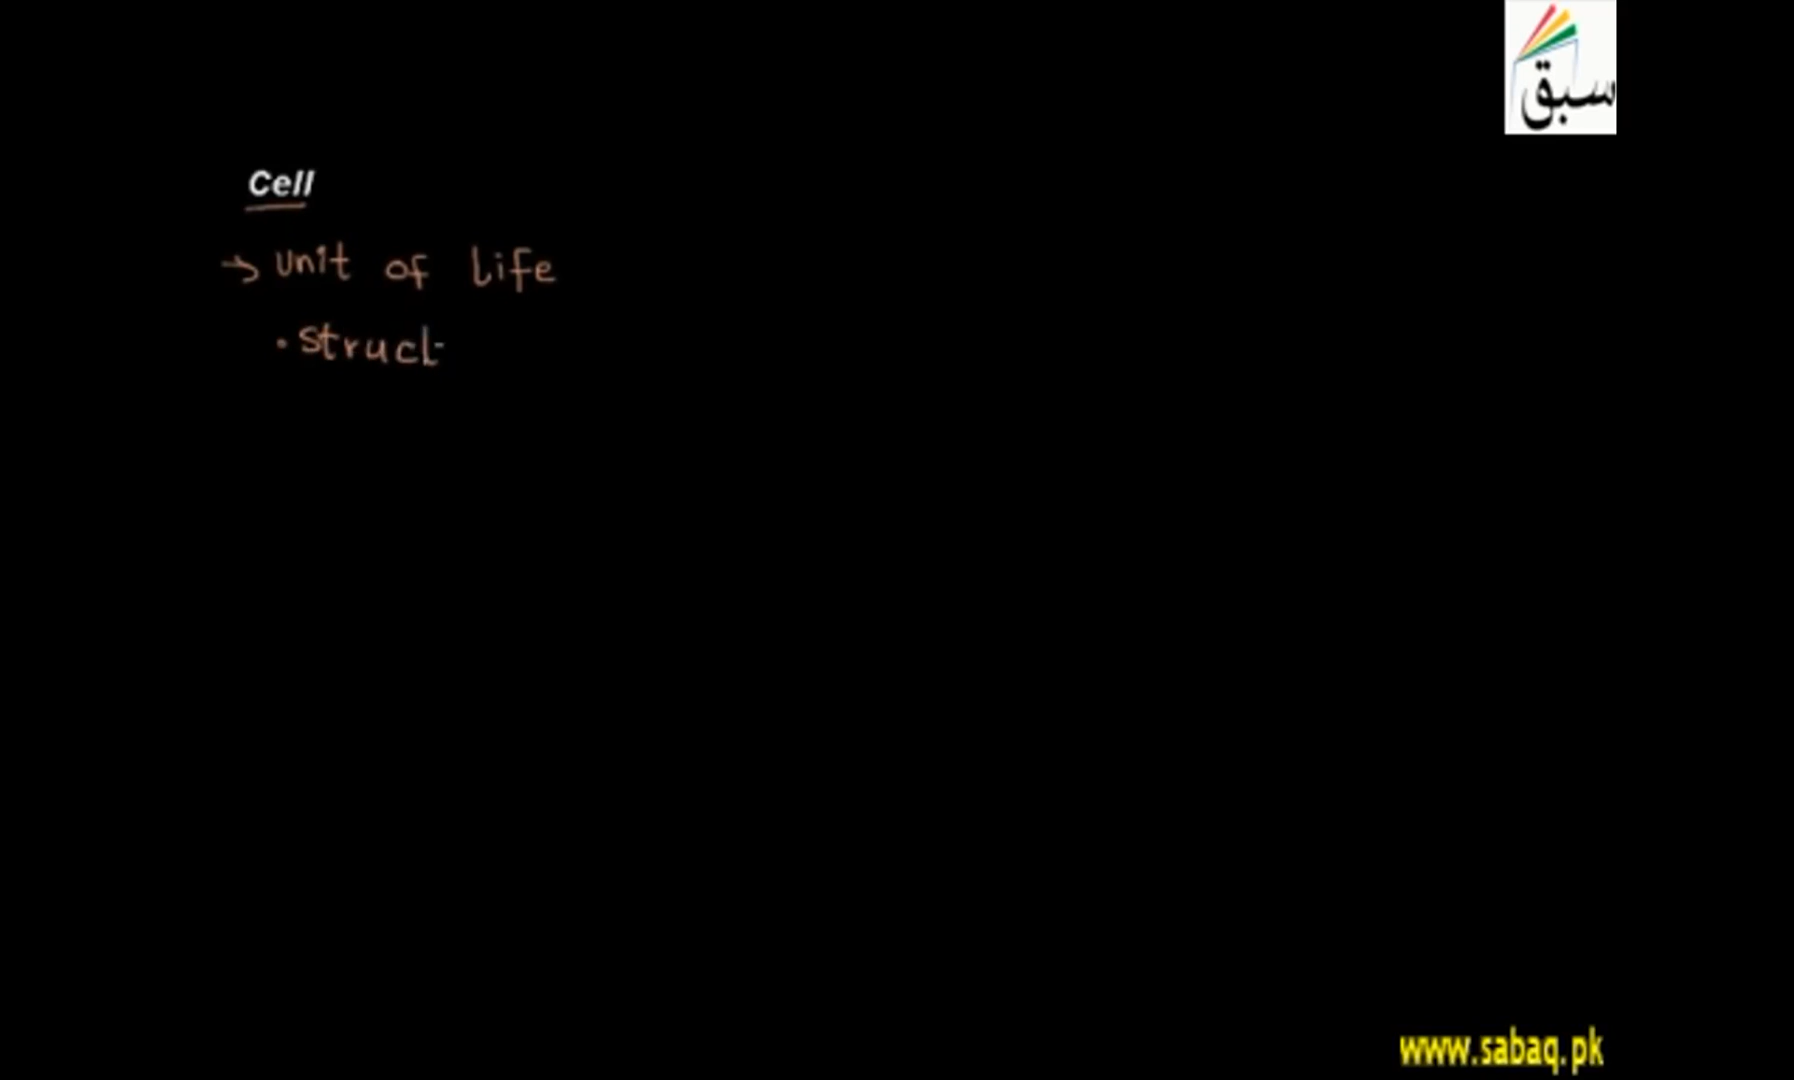 سبق
Cell
→ unit of Life
• struct
www.sabaq.pk